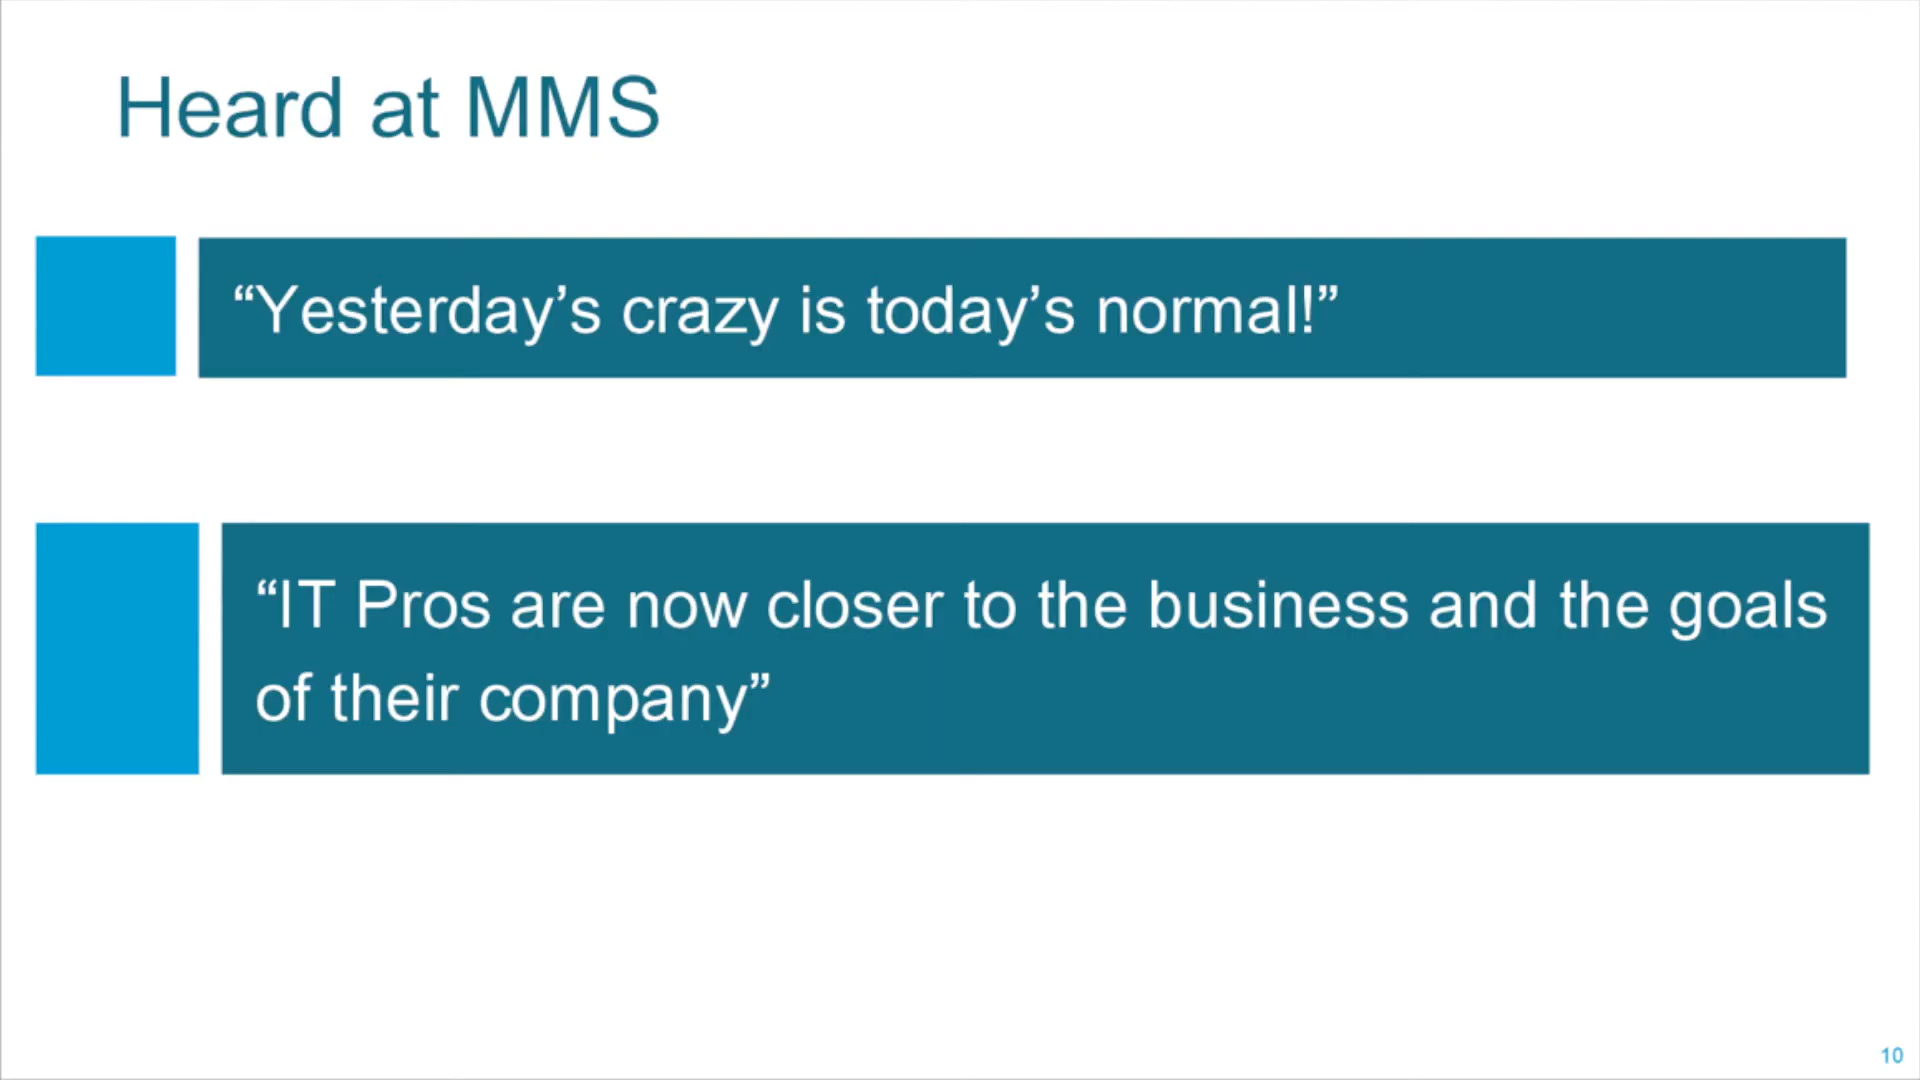 Heard at MMS
“Yesterday’s crazy is today’s normal!”
“IT Pros are now closer to the business and the goals
of their company”
10